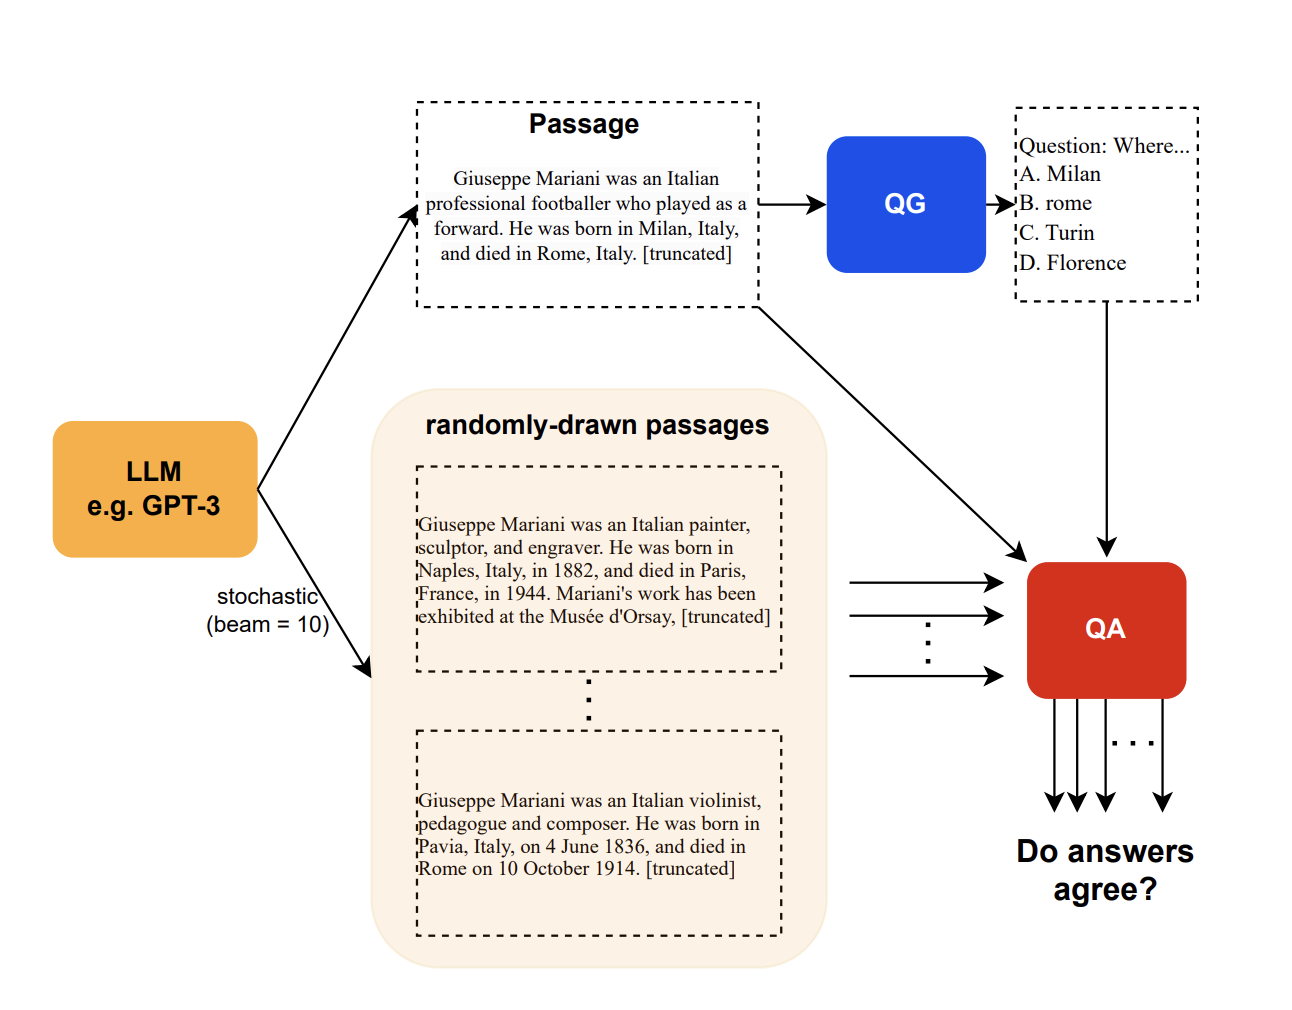 Passage
Giuseppe Mariani was an Italian
professional footballer who played as a
forward. He was born in Milan, Italy,
and died in Rome, Italy. [truncated]
QG
Question: Where...
A. Milan
B. rome
C. Turin
D. Florence
LLM
e.g. GPT-3
stochastic
(beam = 10)
randomly-drawn passages
Giuseppe Mariani was an Italian painter,
sculptor, and engraver. He was born in
Naples, Italy, in 1882, and died in Paris,
France, in 1944. Mariani's work has been
exhibited at the Musée d'Orsay, [truncated]
Giuseppe Mariani was an Italian violinist,
pedagogue and composer. He was born in
Pavia, Italy, on 4 June 1836, and died in
Rome on 10 October 1914. [truncated]
QA
Do answers
agree?